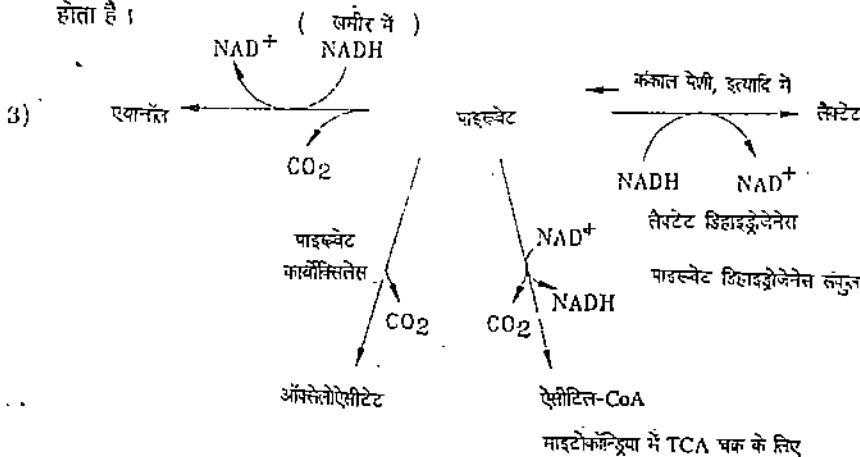 होता है ।
( खमीर में )
NAD+ NADH
कंकाल पेशी, इत्यादि में
3) एथानॉल पाइरुवेट लैक्टेट
CO2
NADH NAD+
लैक्टेट डिहाइड्रोजेनेस
पाइरुवेट
कार्बोक्सिलेस
NAD+
पाइरुवेट डिहाइड्रोजेनेस संकुल
NADH
CO2 CO2
ऑक्सेलोऐसीटेट ऐसीटिल-CoA
माइटोकॉन्ड्रिया में TCA चक्र के लिए